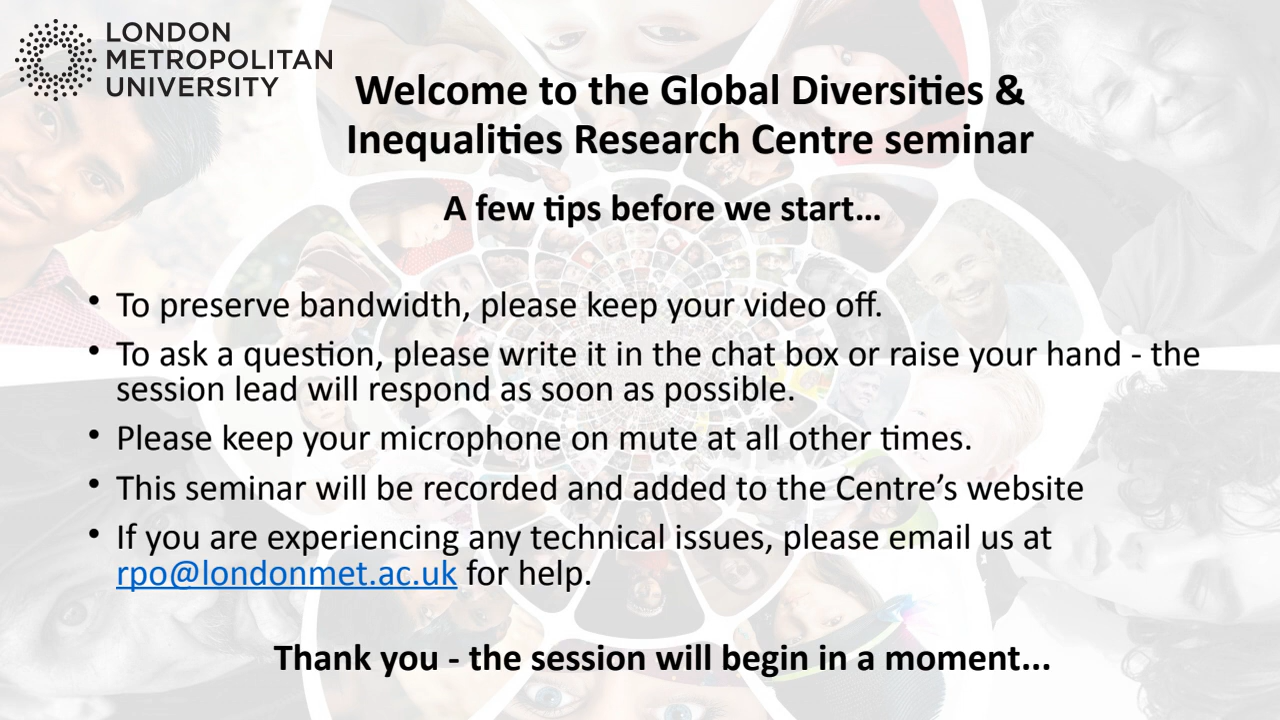 LONDON
METROPOLITAN
UNIVERSITY
Welcome to the Global Diversities &
Inequalities Research Centre seminar
A few tips before we start...
• To preserve bandwidth, please keep your video off.
• To ask a question, please write it in the chat box or raise your hand - the
session lead will respond as soon as possible.
• Please keep your microphone on mute at all other times.
• This seminar will be recorded and added to the Centre’s website
• If you are experiencing any technical issues, please email us at
rpo@londonmet.ac.uk for help.
Thank you - the session will begin in a moment...